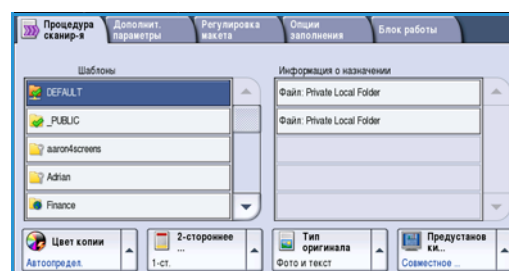 Процедура
сканир-я
Дополнит.
параметры
Регулировка
макета
Опции
заполнения
Блок работы
Шаблоны
Информация о назначении
DEFAULT
_PUBLIC
aaron4screens
Adrian
Finance
Файл: Private Local Folder
Файл: Private Local Folder
Цвет копии
Автоопредел.
2-стороннее
...
1-ст.
Тип
оригинала
Фото и текст
Предустанов
ки...
Совместное ...